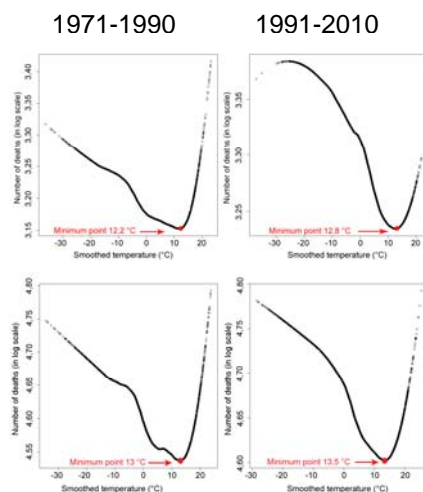 1971-1990 1991-2010
Number of deaths (in log scale)
3.40
3.35
3.30
3.25
3.20
3.15
Minimum point 12.2 °C
-30 -20 -10 0 10 20
Smoothed temperature (°C)
Number of deaths (in log scale)
3.35
3.30
3.25
Minimum point 12.8 °C
-30 -20 -10 0 10 20
Smoothed temperature (°C)
Number of deaths (in log scale)
4.80
4.75
4.70
4.65
4.60
4.55
Minimum point 13 °C
-30 -20 -10 0 10 20
Smoothed temperature (°C)
Number of deaths (in log scale)
4.80
4.75
4.70
4.65
4.60
Minimum point 13.5 °C
-30 -20 -10 0 10 20
Smoothed temperature (°C)